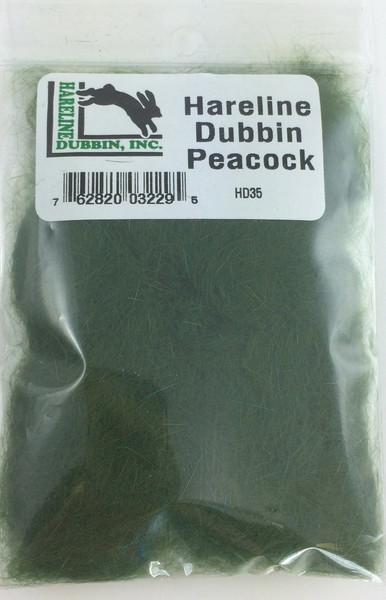 HARELINE
DUBBIN, INC.
Hareline
Dubbin
Peacock
7 62820 03229 5
HD35